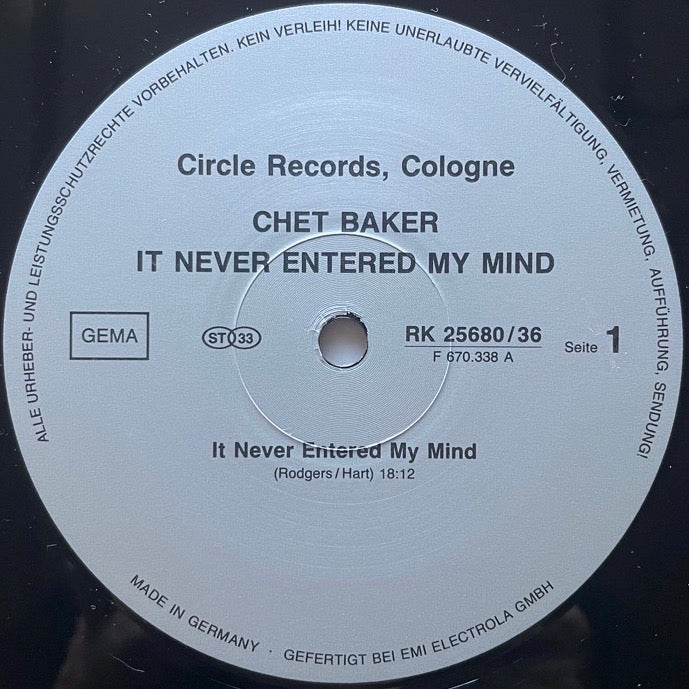 ALLE URHEBER- UND LEISTUNGSSCHUTZRECHTE VORBEHALTEN. KEIN VERLEIH! KEINE UNERLAUBTE VERVIELFÄLTIGUNG, VERMIETUNG, AUFFÜHRUNG, SENDUNG!
Circle Records, Cologne
CHET BAKER
IT NEVER ENTERED MY MIND
GEMA
ST 33
RK 25680/36
F 670.338 A
Seite 1
It Never Entered My Mind
(Rodgers/Hart) 18:12
MADE IN GERMANY · GEFERTIGT BEI EMI ELECTROLA GMBH